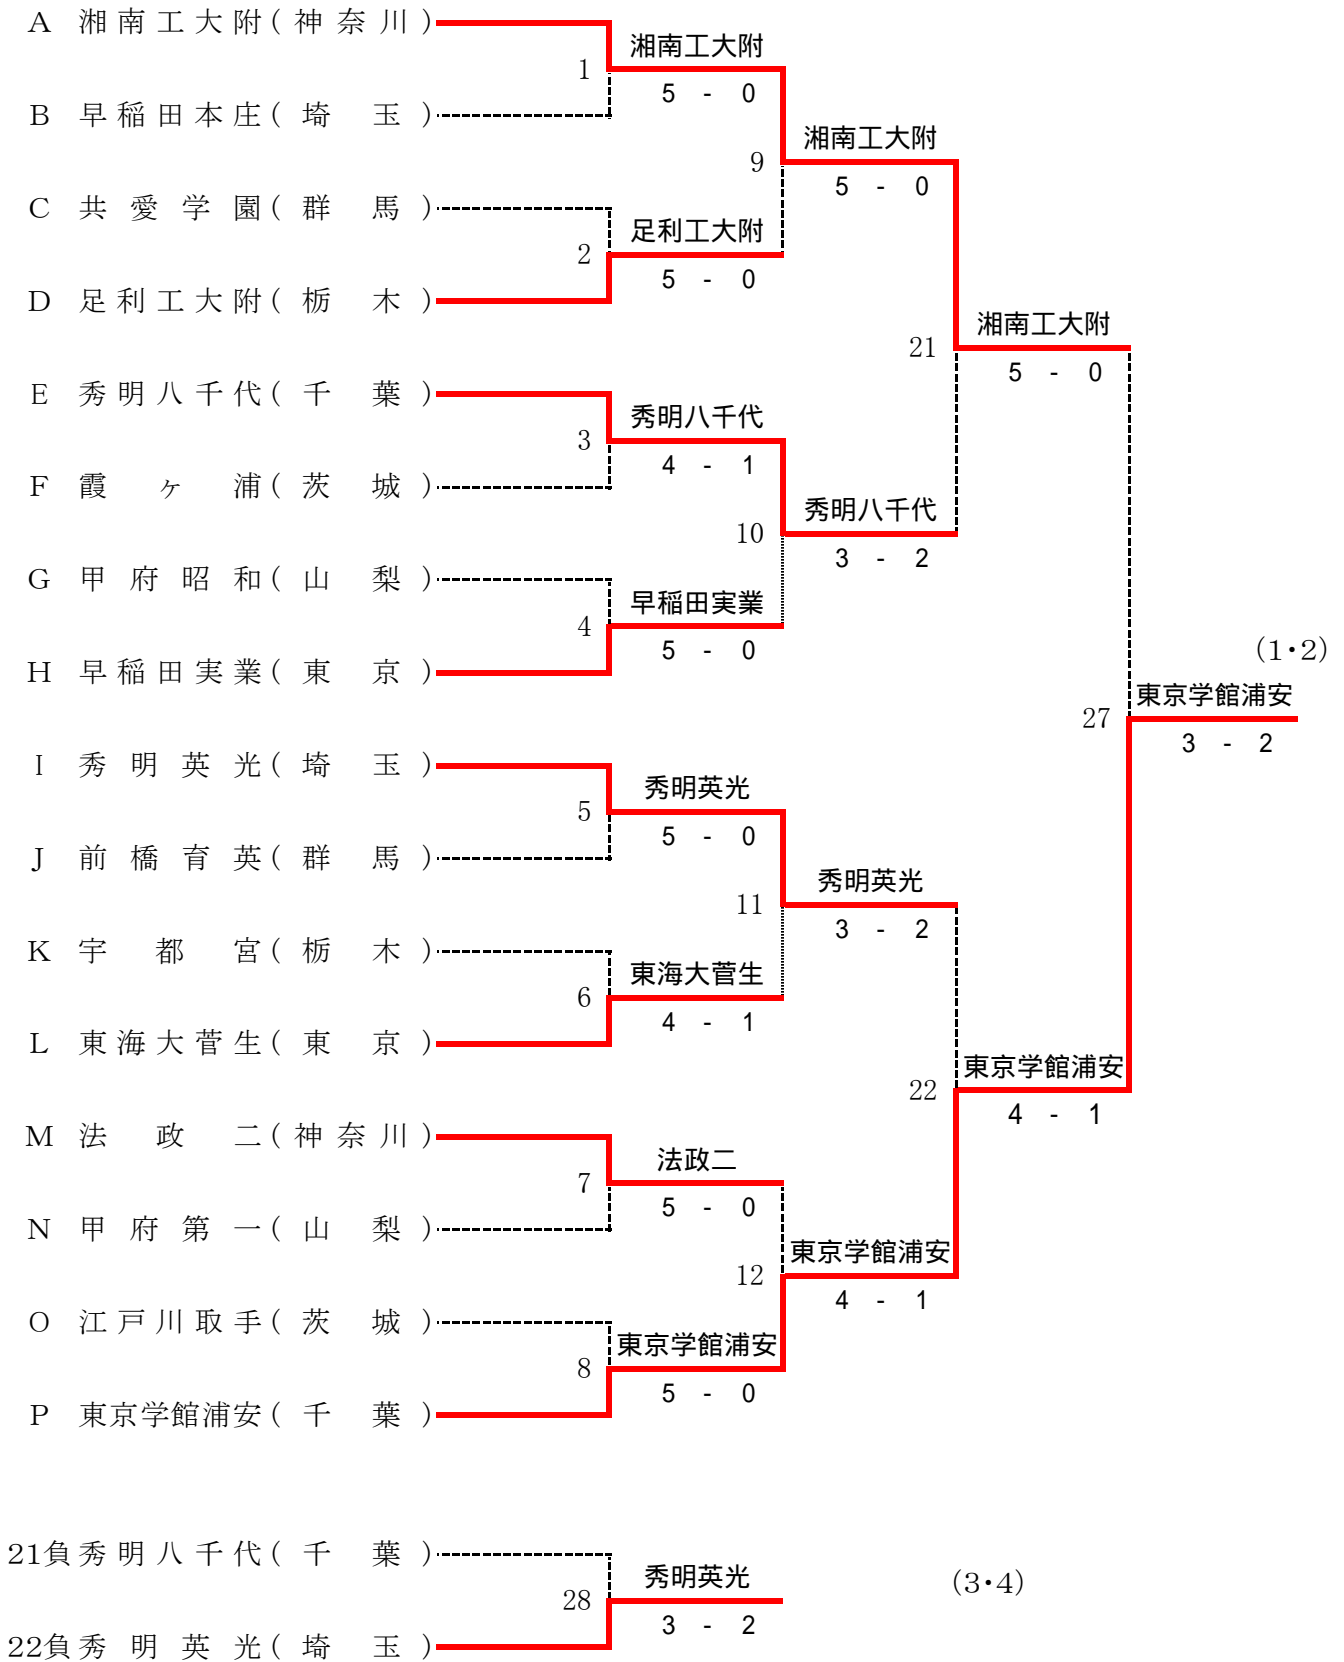 A 湘南工大附(神奈川)
湘南工大附
1
5 - 0
B 早稲田本庄(埼玉)
湘南工大附
9
5 - 0
C 共愛学園(群馬)
足利工大附
2
5 - 0
D 足利工大附(栃木)
湘南工大附
21
5 - 0
E 秀明八千代(千葉)
秀明八千代
3
4 - 1
F 霞ヶ浦(茨城)
秀明八千代
10
3 - 2
G 甲府昭和(山梨)
早稲田実業
4
5 - 0
H 早稲田実業(東京)
(1・2)
東京学館浦安
27
3 - 2
I 秀明英光(埼玉)
秀明英光
5
5 - 0
J 前橋育英(群馬)
秀明英光
11
3 - 2
K 宇都宮(栃木)
東海大菅生
6
4 - 1
L 東海大菅生(東京)
東京学館浦安
22
4 - 1
M 法政二(神奈川)
法政二
7
5 - 0
N 甲府第一(山梨)
東京学館浦安
12
4 - 1
O 江戸川取手(茨城)
東京学館浦安
8
5 - 0
P 東京学館浦安(千葉)
21負 秀明八千代(千葉)
秀明英光
(3・4)
28
3 - 2
22負 秀明英光(埼玉)